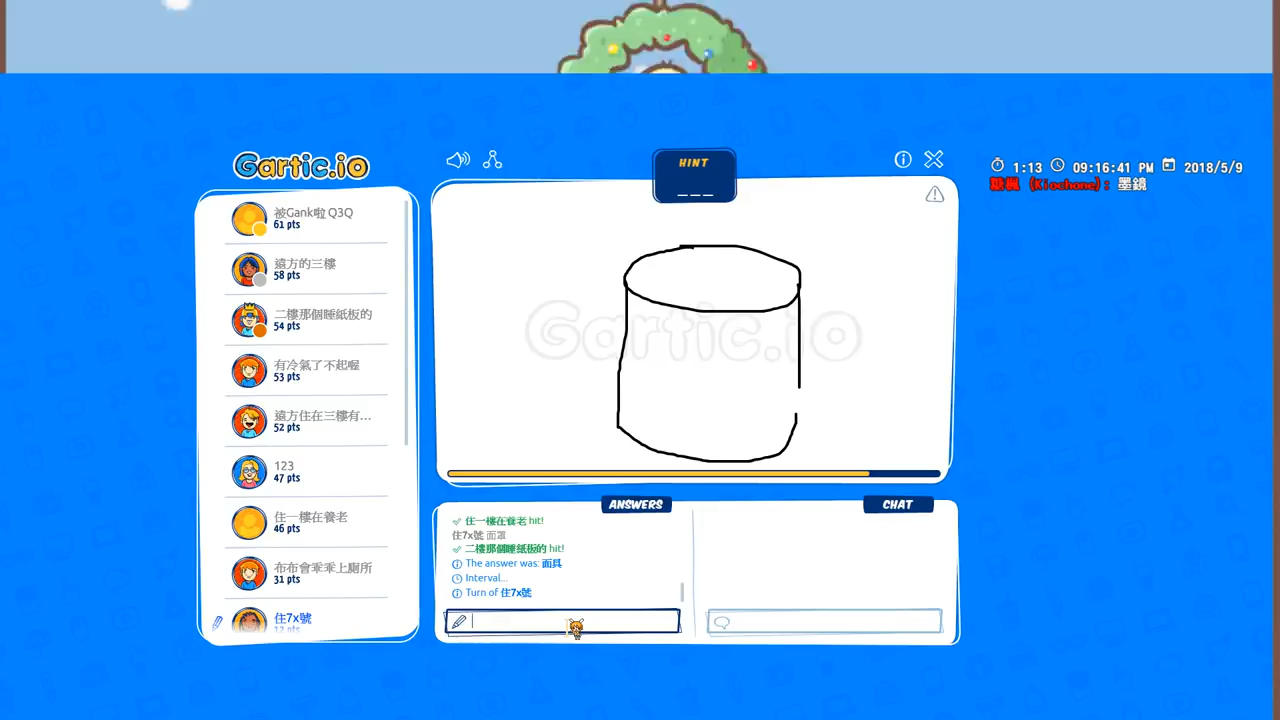 HINT
_ _ _
Gartic.io
1:13 09:16:41 PM 2018/5/9
糖楓 (Kiochone): 墨鏡
被Gank啦 Q3Q
61 pts
遠方的三樓
58 pts
二樓那個睡紙板的
54 pts
有冷氣了不起喔
53 pts
遠方住在三樓有...
52 pts
123
47 pts
住一樓在養老
46 pts
布布會乖乖上廁所
31 pts
住7x號
12 pts
Gartic.io
ANSWERS
住一樓在養老 hit!
住7x號 面罩
二樓那個睡紙板的 hit!
The answer was: 面具
Interval...
Turn of 住7x號
CHAT